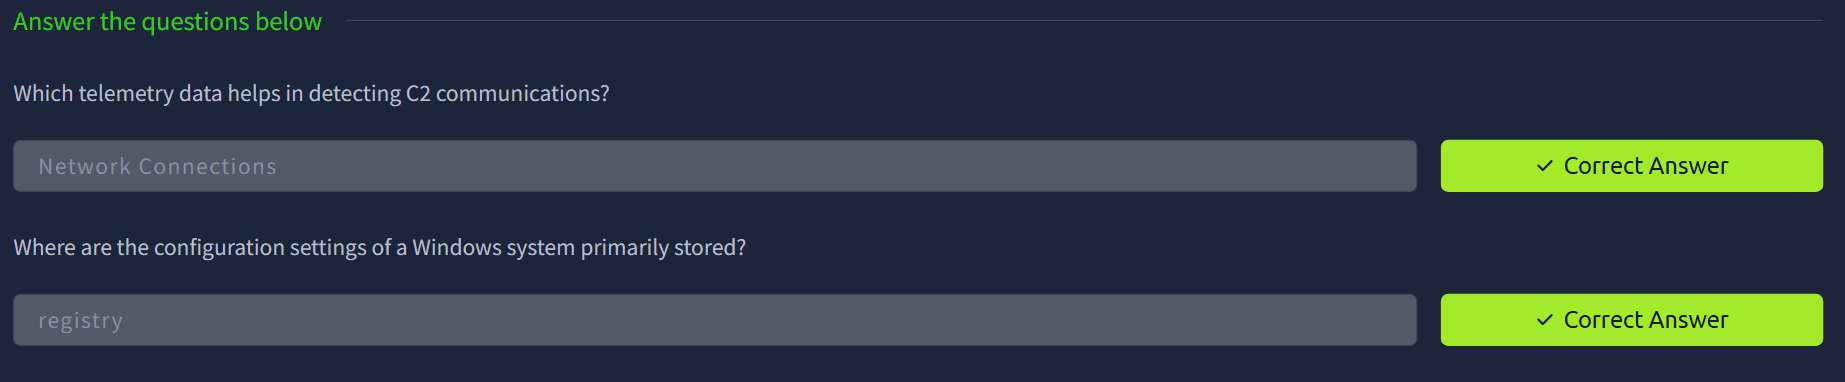 Answer the questions below
Which telemetry data helps in detecting C2 communications?
Network Connections
✓ Correct Answer
Where are the configuration settings of a Windows system primarily stored?
registry
✓ Correct Answer